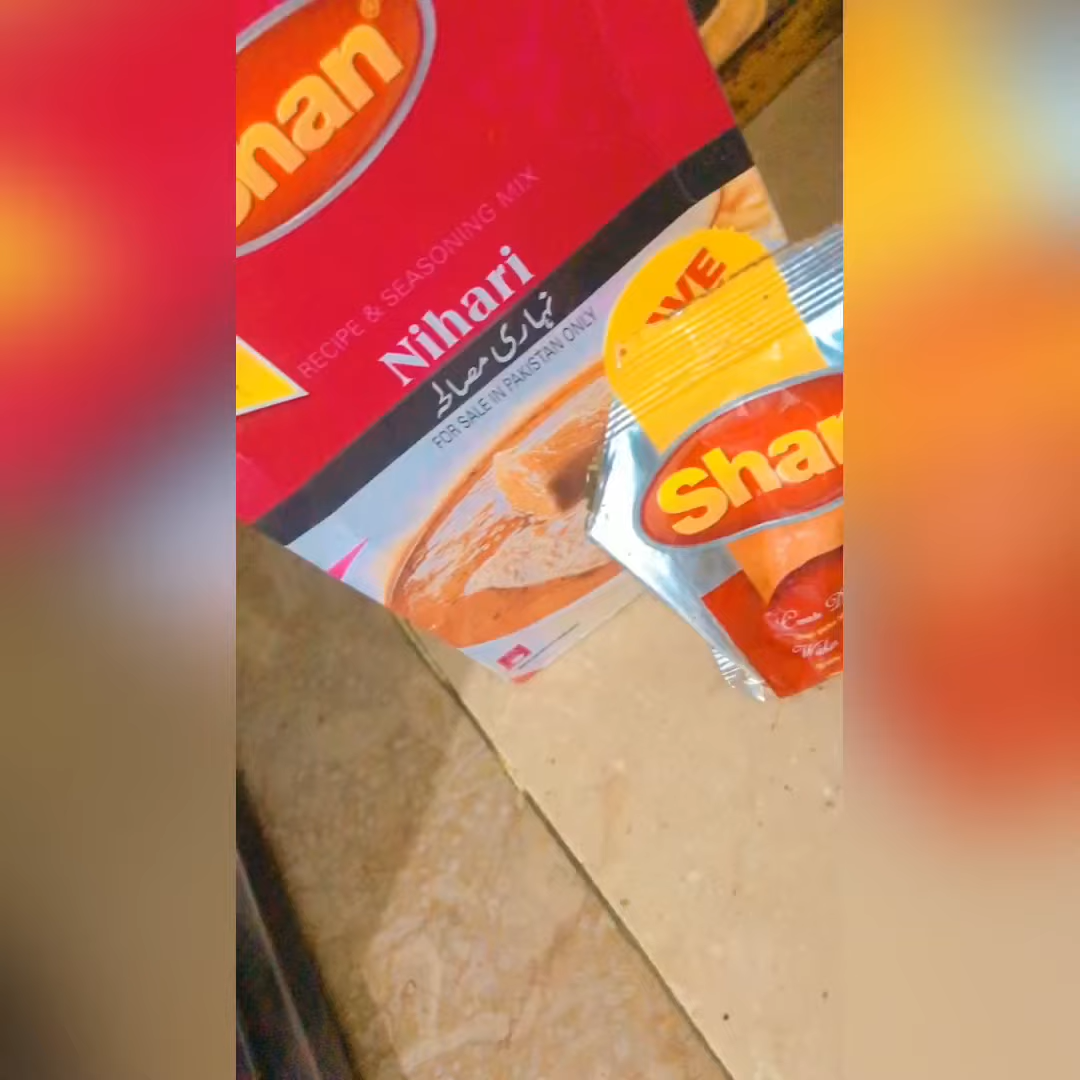 Shan®
RECIPE & SEASONING MIX
Nihari
نہاری مصالحہ
FOR SALE IN PAKISTAN ONLY
Shan